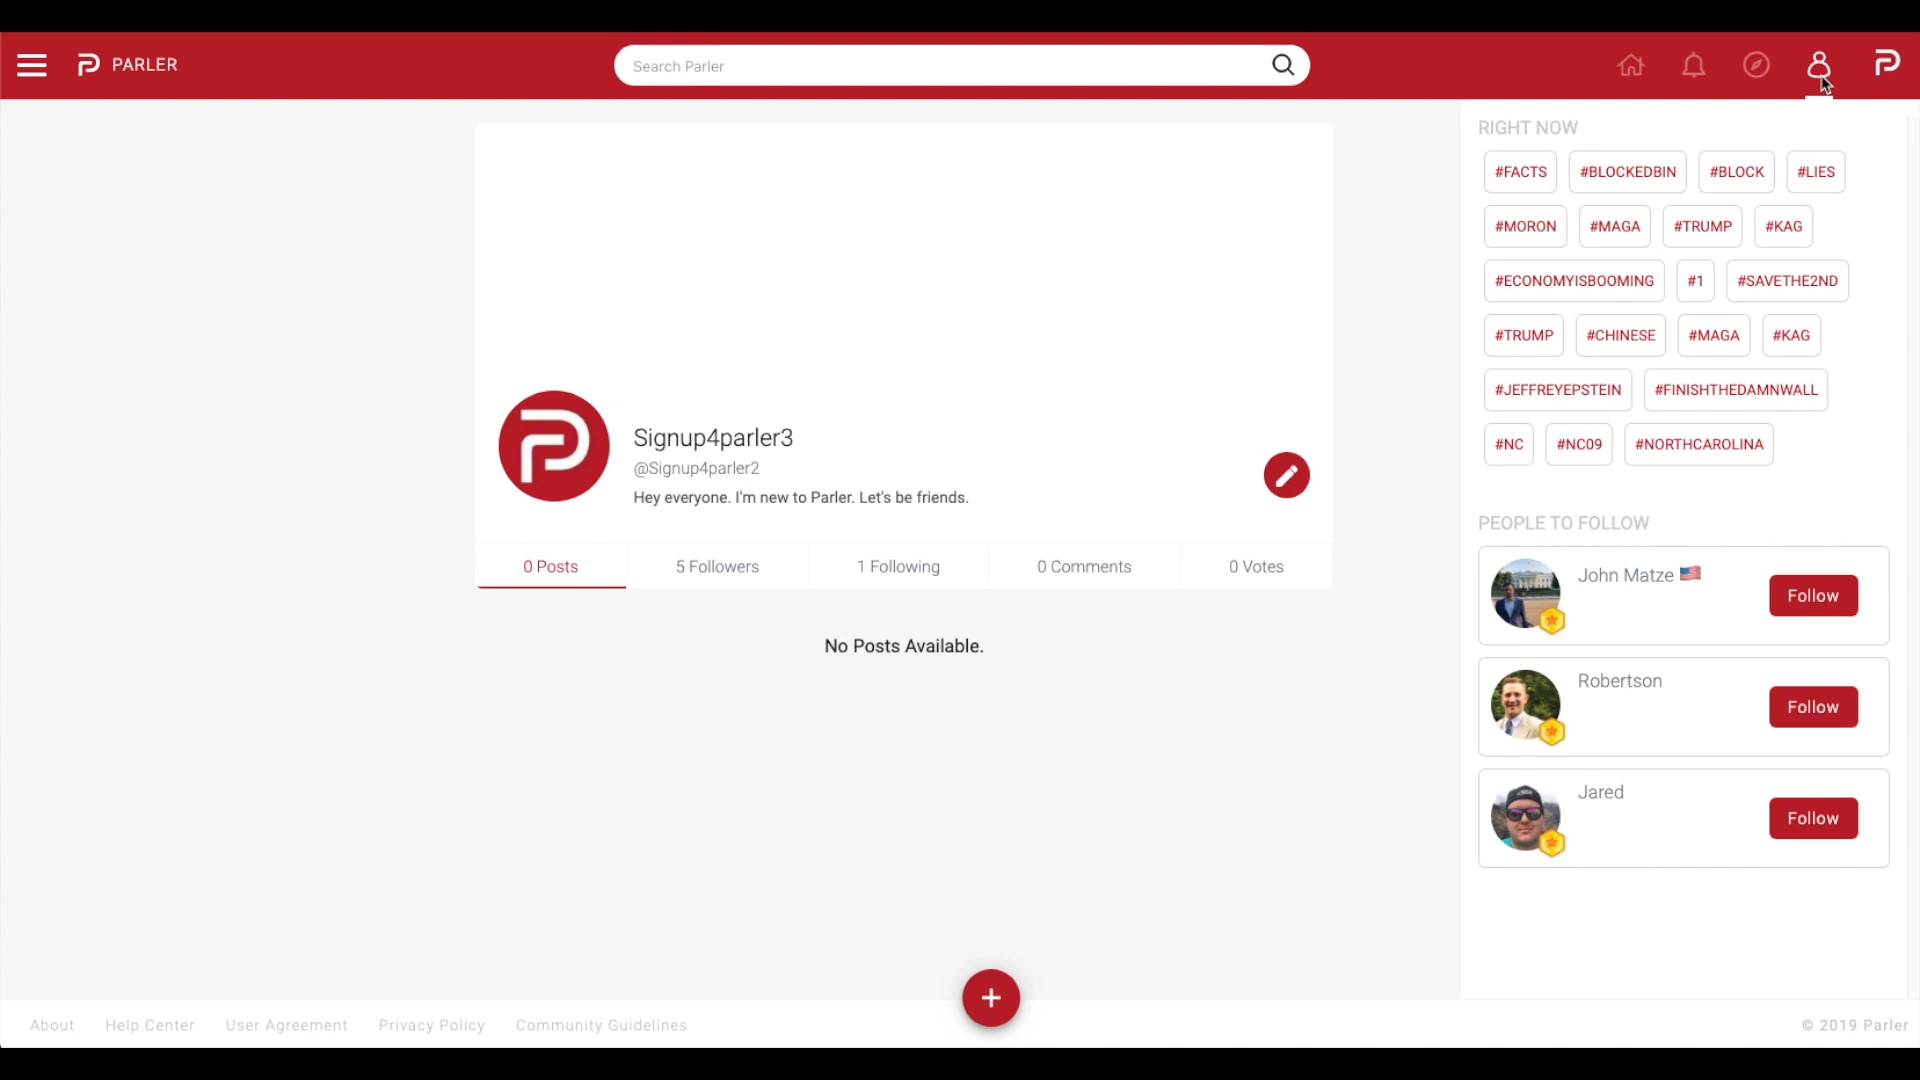 PARLER
Search Parler
RIGHT NOW
#FACTS #BLOCKEDBIN #BLOCK #LIES
#MORON #MAGA #TRUMP #KAG
#ECONOMYISBOOMING #1 #SAVETHE2ND
#TRUMP #CHINESE #MAGA #KAG
#JEFFREYEPSTEIN #FINISHTHEDAMNWALL
#NC #NC09 #NORTHCAROLINA
Signup4parler3
@Signup4parler2
Hey everyone. I'm new to Parler. Let's be friends.
0 Posts 5 Followers 1 Following 0 Comments 0 Votes
No Posts Available.
PEOPLE TO FOLLOW
John Matze
Follow
Robertson
Follow
Jared
Follow
+
About Help Center User Agreement Privacy Policy Community Guidelines © 2019 Parler